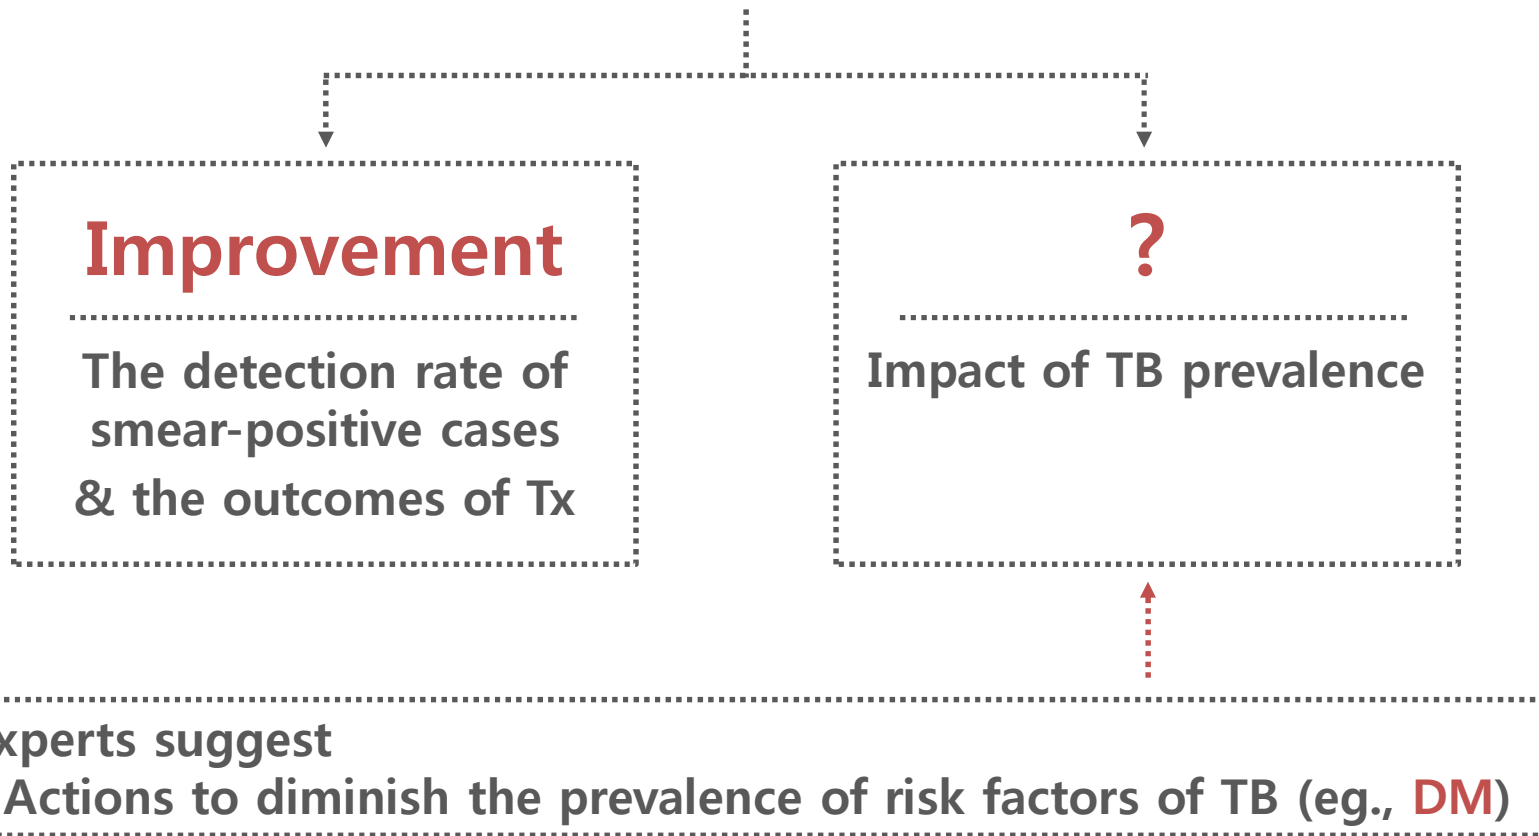 Improvement
The detection rate of
smear-positive cases
& the outcomes of Tx
?
Impact of TB prevalence
xperts suggest
Actions to diminish the prevalence of risk factors of TB (eg., DM)